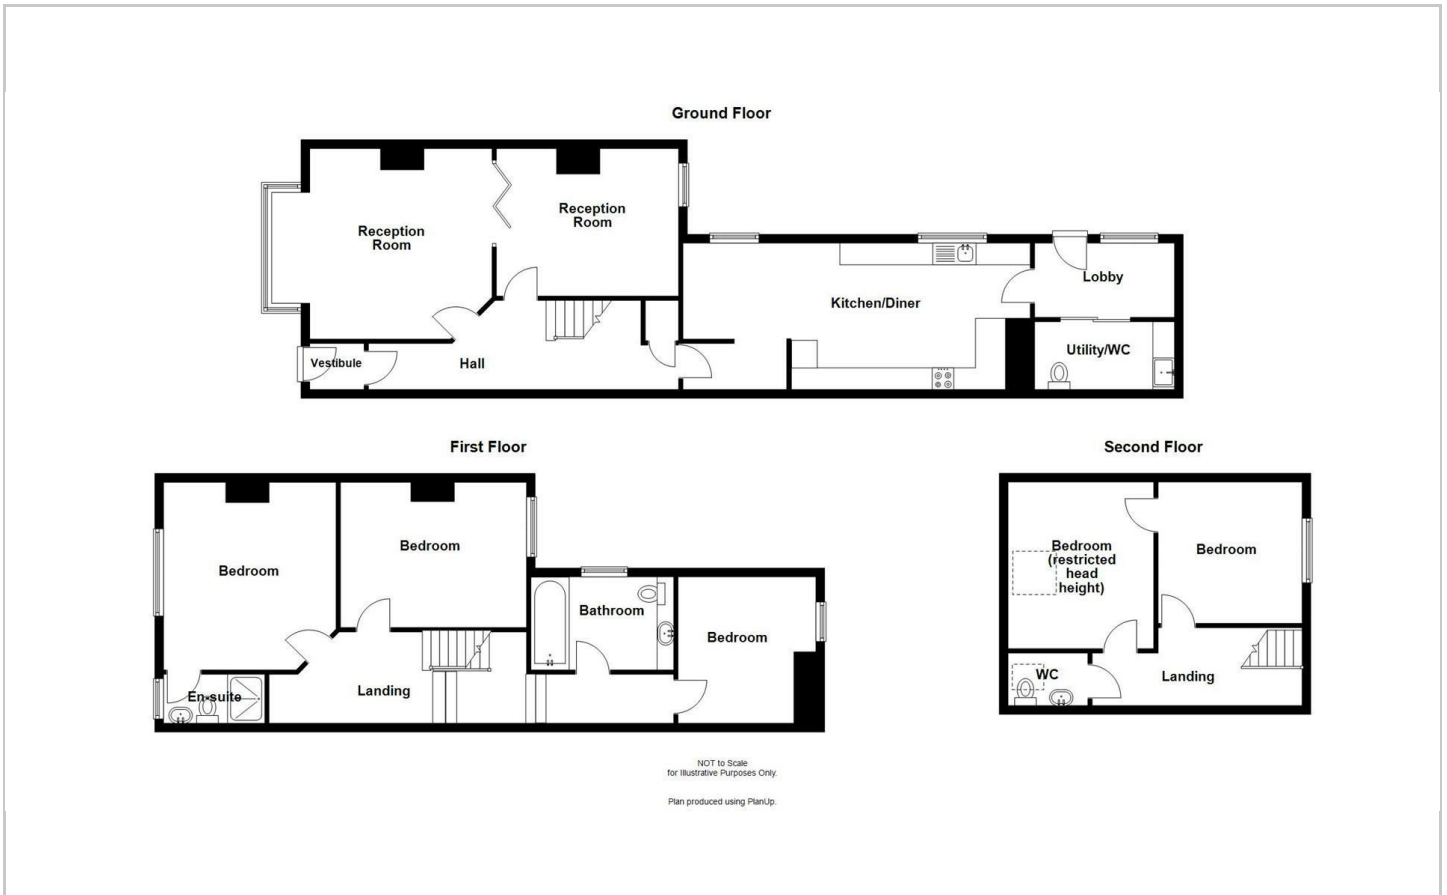 Ground Floor
Reception
Room
Reception
Room
Lobby
Kitchen/Diner
Utility/WC
Vestibule
Hall
First Floor
Second Floor
Bedroom
Bedroom
Bathroom
Bedroom
En-suite
Landing
Bedroom
(restricted
head
height)
Bedroom
WC
Landing
NOT to Scale
for Illustrative Purposes Only.
Plan produced using PlanUp.